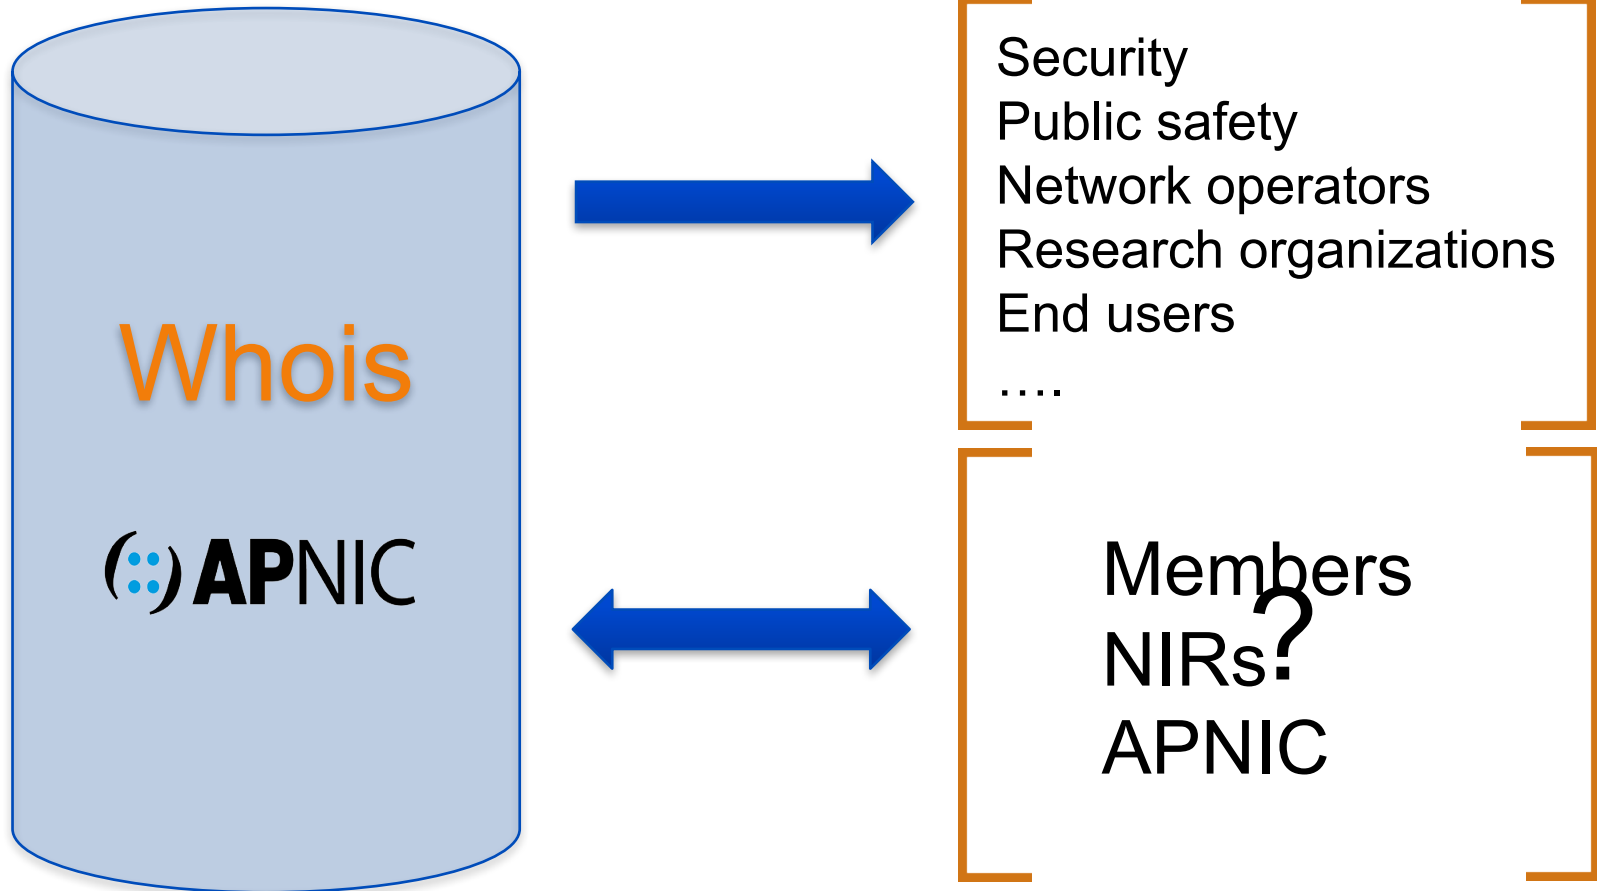 Whois
APNIC
Security
Public safety
Network operators
Research organizations
End users
….
Members
?
NIRs
APNIC